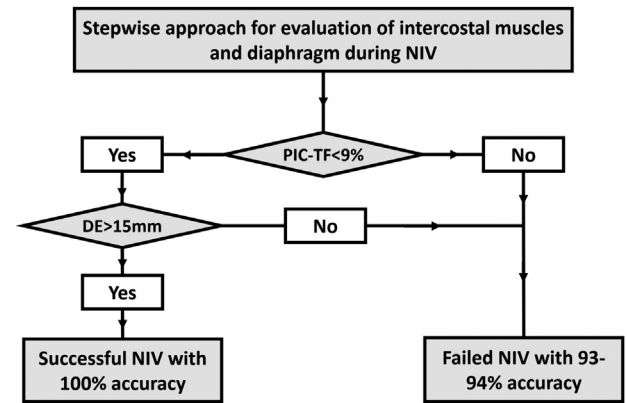 Stepwise approach for evaluation of intercostal muscles
and diaphragm during NIV
Yes
PIC-TF<9%
No
DE>15mm
No
Yes
Successful NIV with
100% accuracy
Failed NIV with 93-
94% accuracy